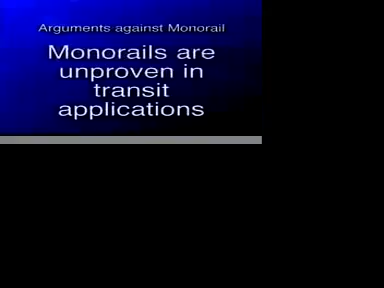 Arguments against Monorail
Monorails are
unproven in
transit
applications